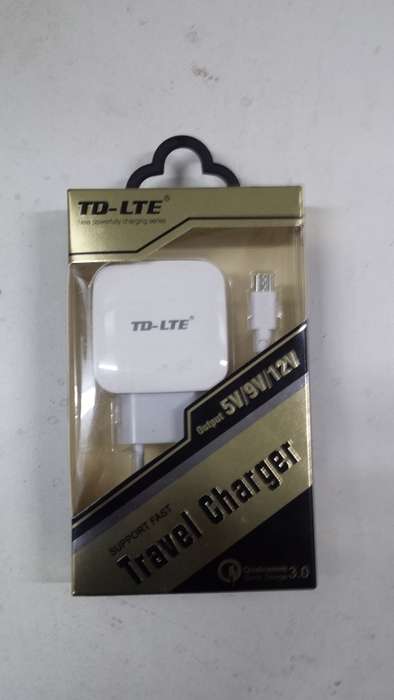 TD-LTE®
New powerfully charging series
TD-LTE®
Output 5V/9V/12V
SUPPORT FAST
Travel Charger
Qualcomm
Quick Charge 3.0